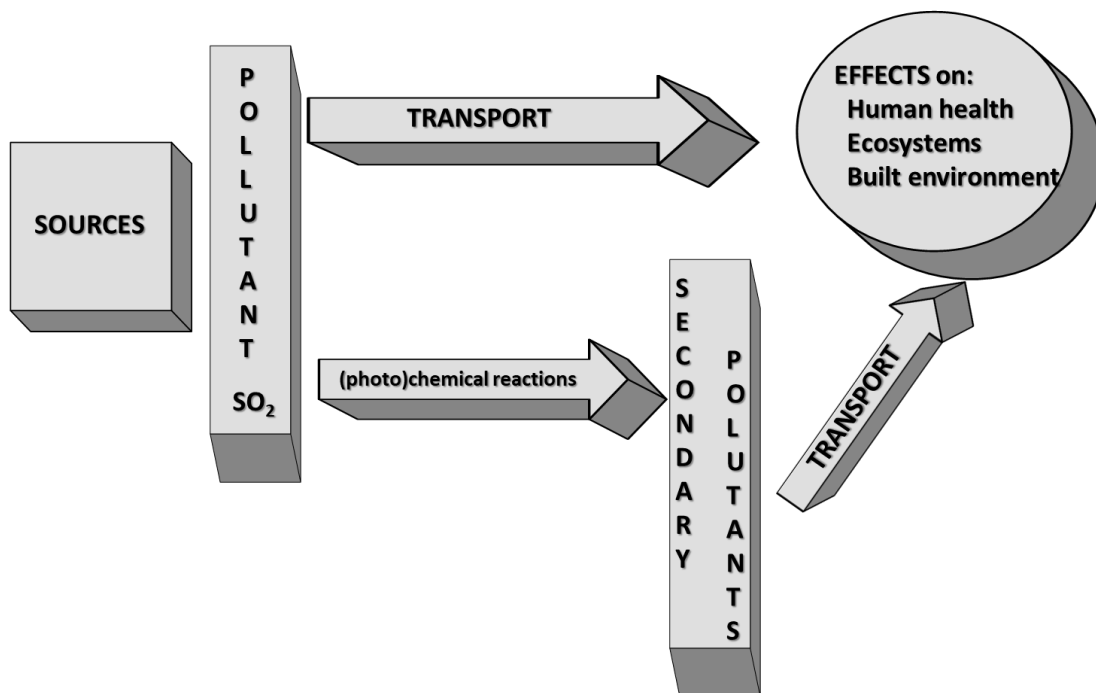 SOURCES
POLLUTANT
SO₂
TRANSPORT
(photo)chemical reactions
SECONDARY
POLUTANTS
TRANSPORT
EFFECTS on:
Human health
Ecosystems
Built environment